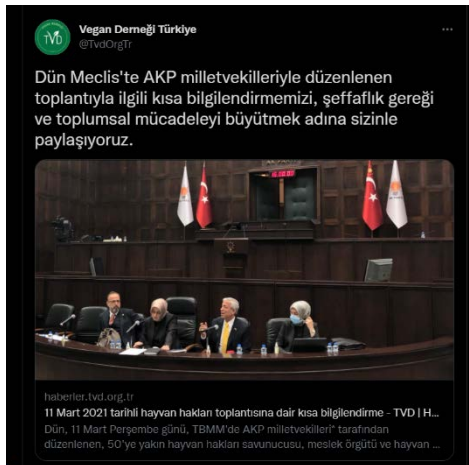 Vegan Derneği Türkiye
@TvdOrgTr
Dün Meclis'te AKP milletvekilleriyle düzenlenen
toplantıyla ilgili kısa bilgilendirmemizi, şeffaflık gereği
ve toplumsal mücadeleyi büyütmek adına sizinle
paylaşıyoruz.
haberler.tvd.org.tr
11 Mart 2021 tarihli hayvan hakları toplantısına dair kısa bilgilendirme - TVD | H...
Dün, 11 Mart Perşembe günü, TBMM'de AKP milletvekilleri* tarafından
düzenlenen, 50'ye yakın hayvan hakları savunucusu, meslek örgütü ve hayvan ...